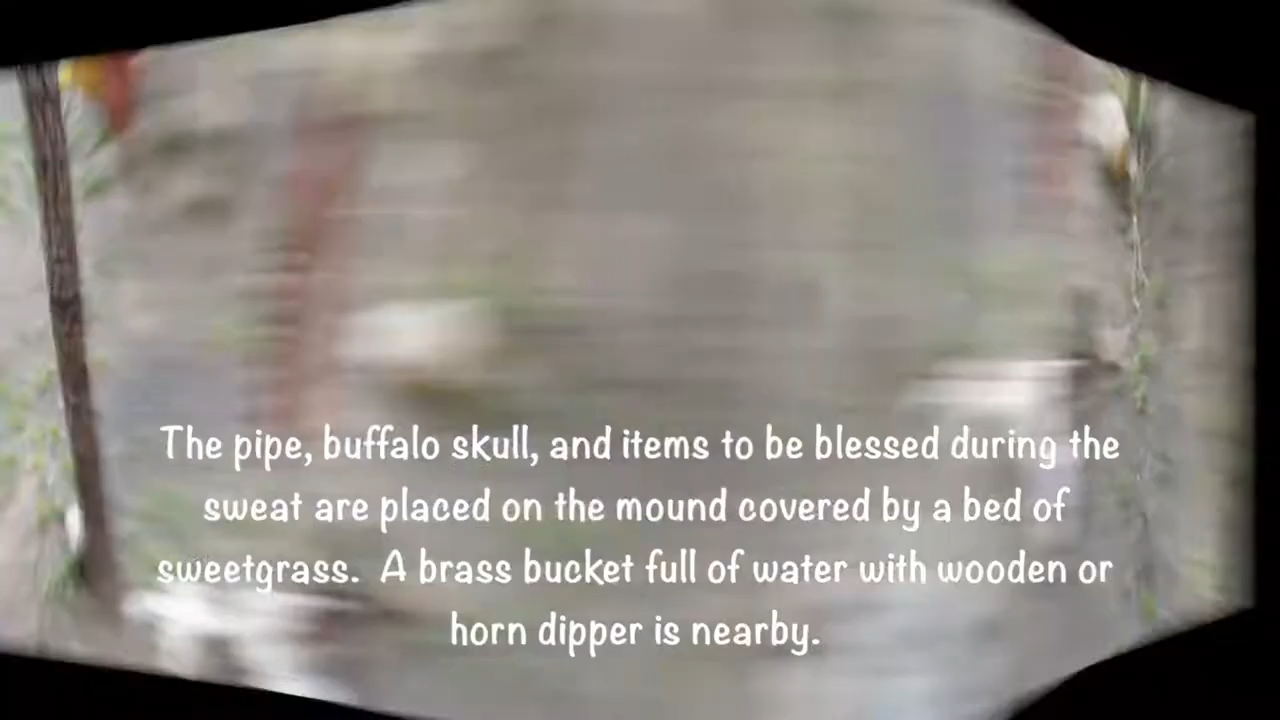 The pipe, buffalo skull, and items to be blessed during the
sweat are placed on the mound covered by a bed of
sweetgrass.  A brass bucket full of water with wooden or
horn dipper is nearby.